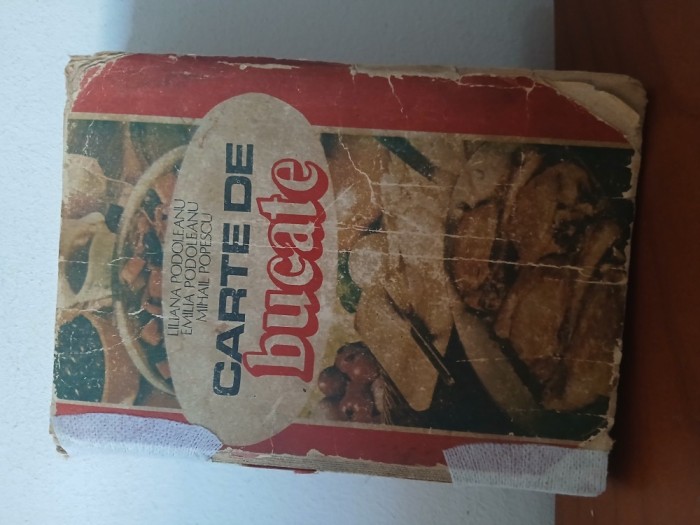 LILIANA PODOLEANU
EMILIA PODOLEANU
MIHAIL POPESCU
CARTE DE
bucate